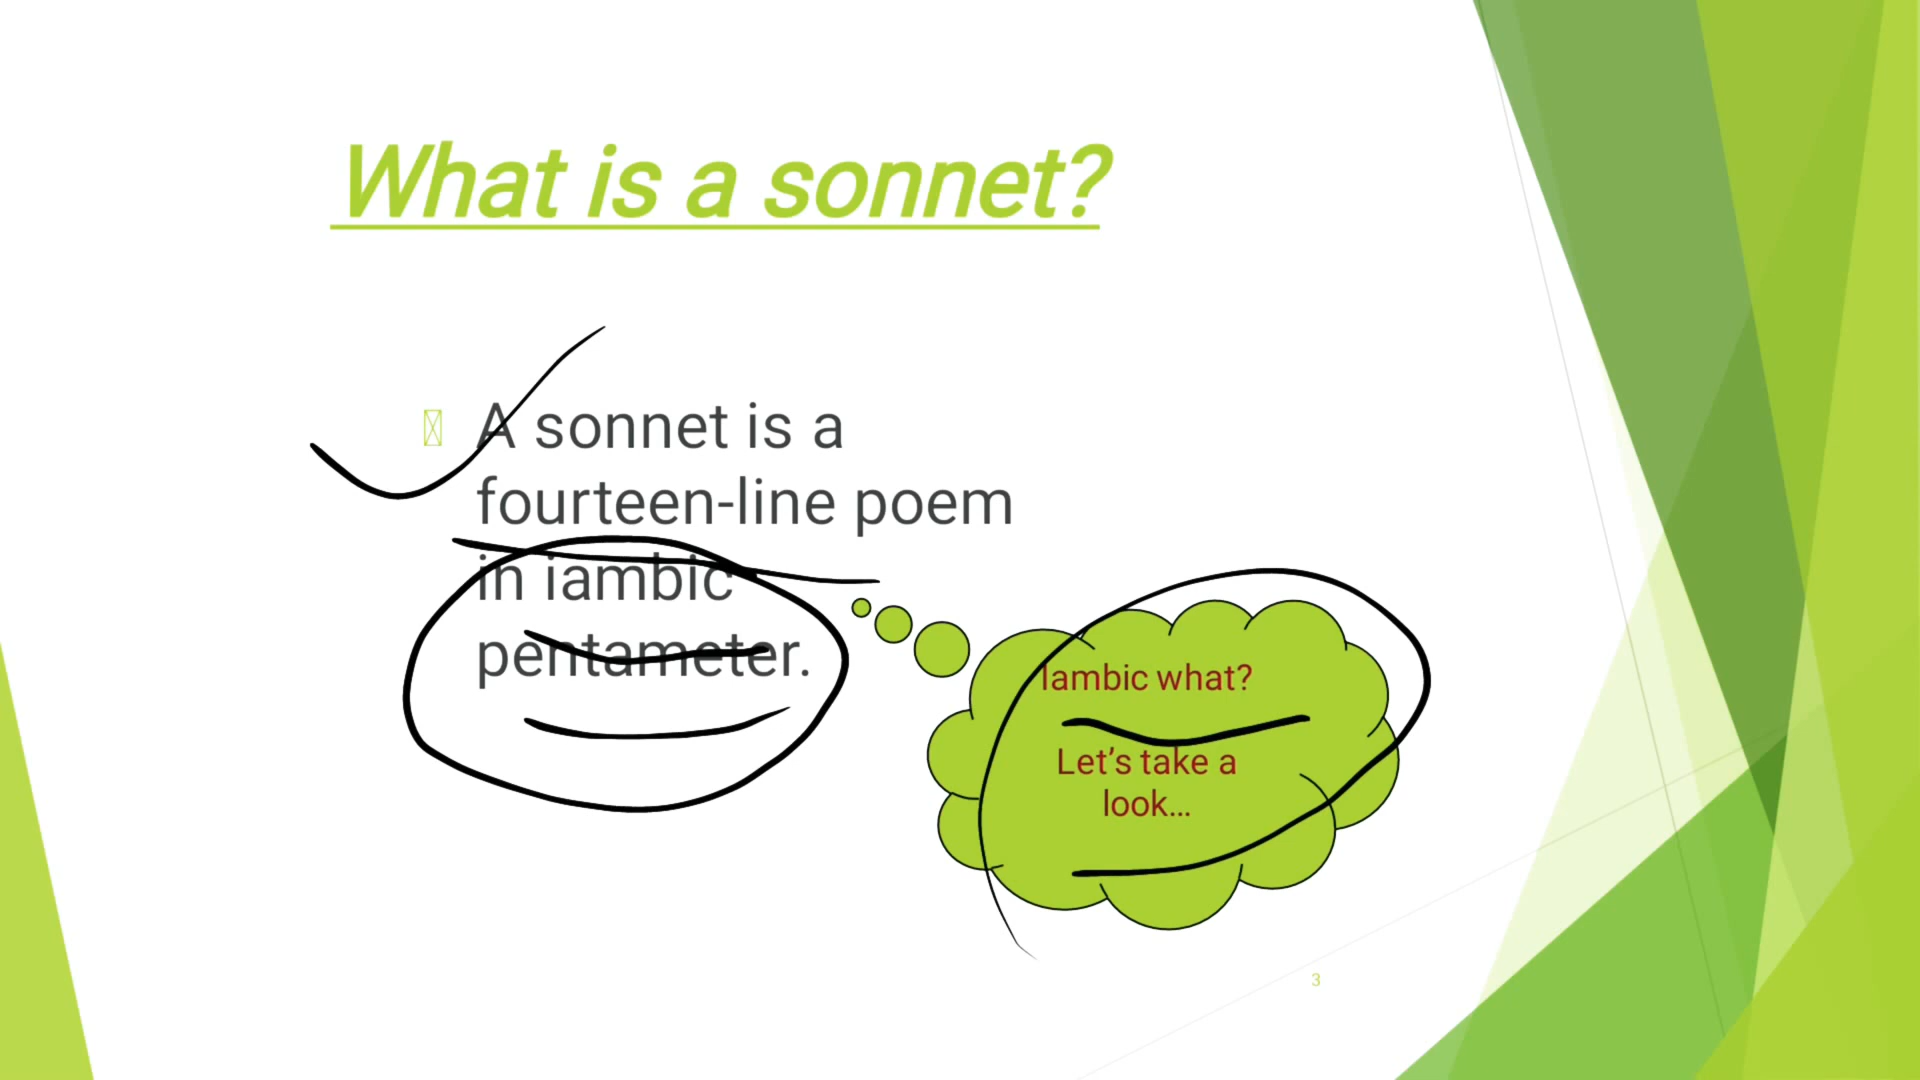 What is a sonnet?
A sonnet is a
fourteen-line poem
in iambic
pentameter.
Iambic what?
Let’s take a
look...
3